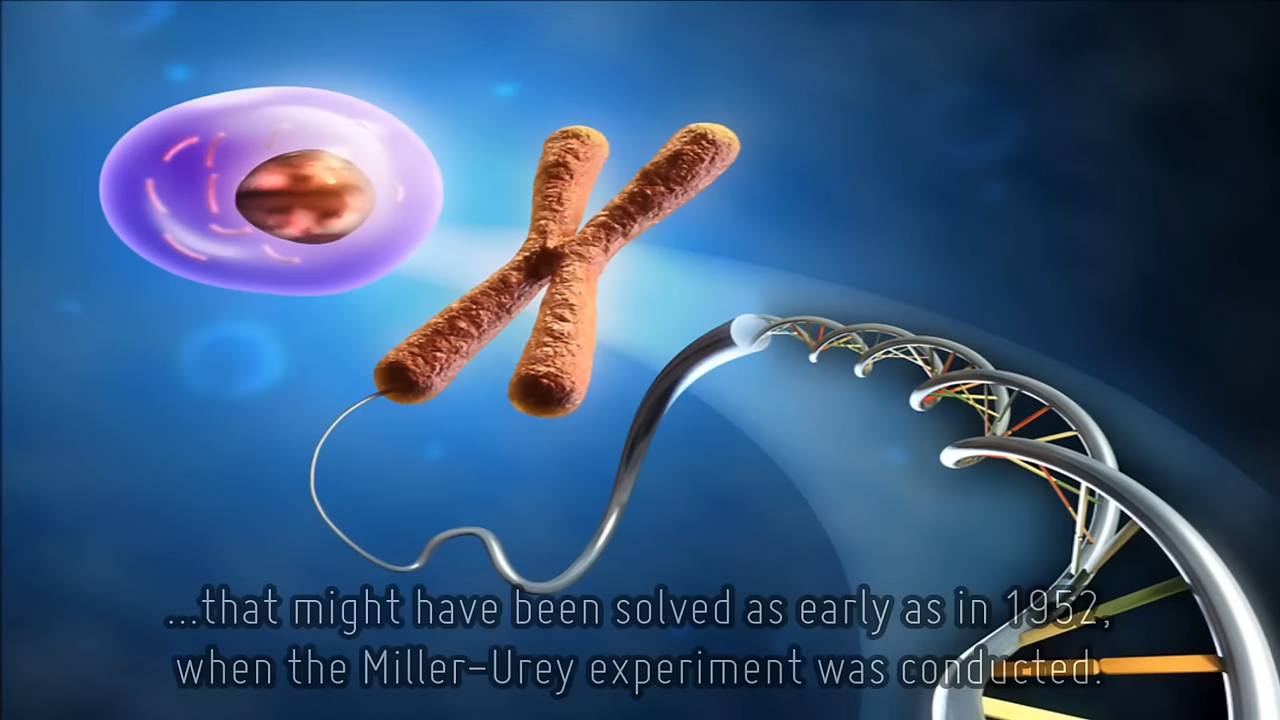 ...that might have been solved as early as in 1952,
when the Miller-Urey experiment was conducted.